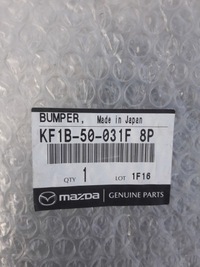 BUMPER, Made in Japan
KF1B-50-031F 8P
QTY 1 LOT 1F16
mazda GENUINE PARTS